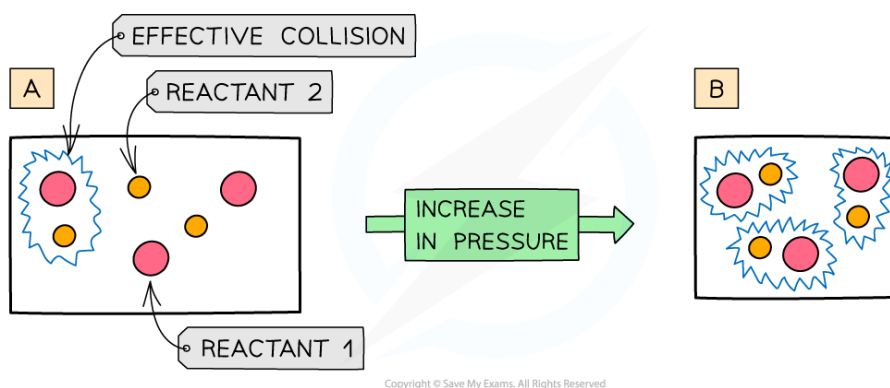 EFFECTIVE COLLISION
A
REACTANT 2
B
INCREASE
IN PRESSURE
REACTANT 1
Copyright © Save My Exams. All Rights Reserved